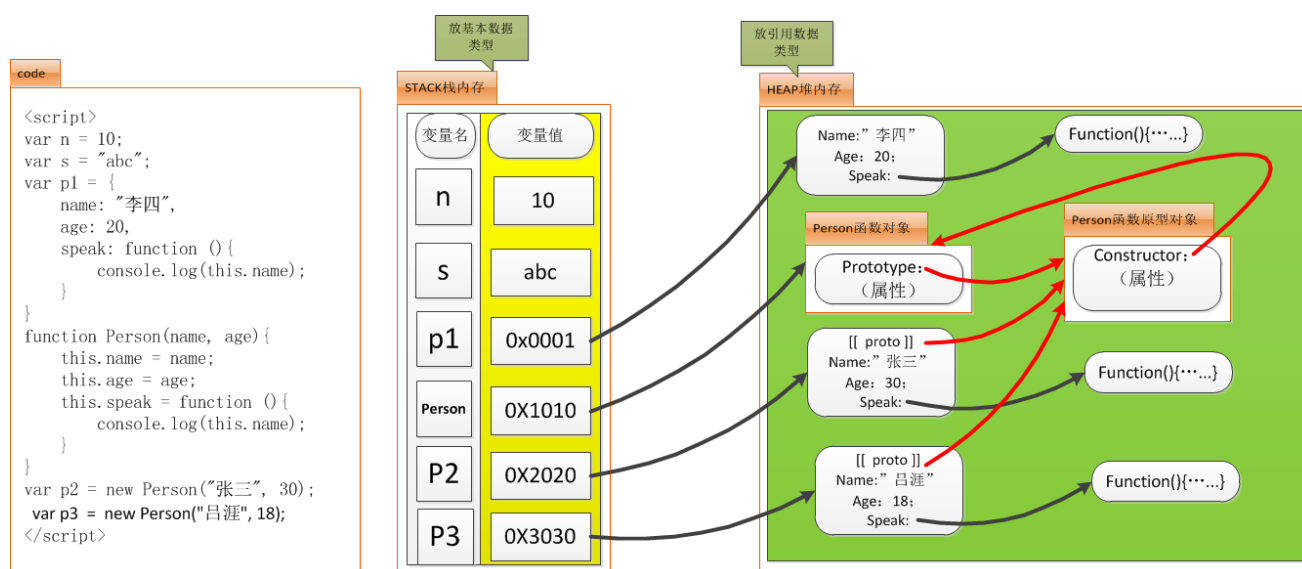 放基本数据
类型
放引用数据
类型
code
<script>
var n = 10;
var s = "abc";
var p1 = {
name: "李四",
age: 20,
speak: function (){
console.log(this.name);
}
}
function Person(name, age){
this.name = name;
this.age = age;
this.speak = function (){
console.log(this.name);
}
}
var p2 = new Person("张三", 30);
var p3 = new Person("吕涯", 18);
</script>
STACK栈内存
变量名
变量值
n
10
s
abc
p1
0x0001
Person
0X1010
P2
0X2020
P3
0X3030
HEAP堆内存
Name:”李四”
Age：20;
Speak:
Function(){…...}
Person函数对象
Prototype：
（属性）
Person函数原型对象
Constructor：
（属性）
[[ proto ]]
Name:”张三”
Age：30;
Speak:
Function(){…...}
[[ proto ]]
Name:”吕涯”
Age：18;
Speak:
Function(){…...}